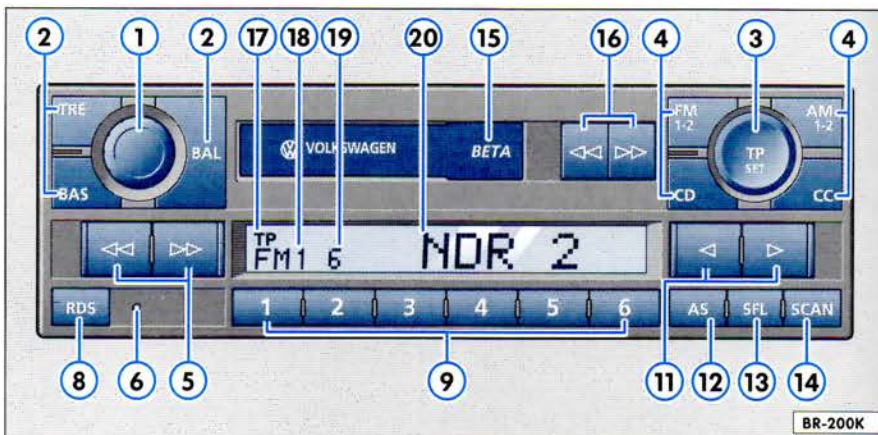 2 1 2 17 18 19 20 15 16 4 3 4
TRE
BAL
BAS
VOLKSWAGEN
BETA
FM
1-2
AM
1-2
TP
SET
CD
CC
TP
FM1 6 NDR 2
RDS
1 2 3 4 5 6
AS SFL SCAN
8 6 5 9 11 12 13 14
BR-200K